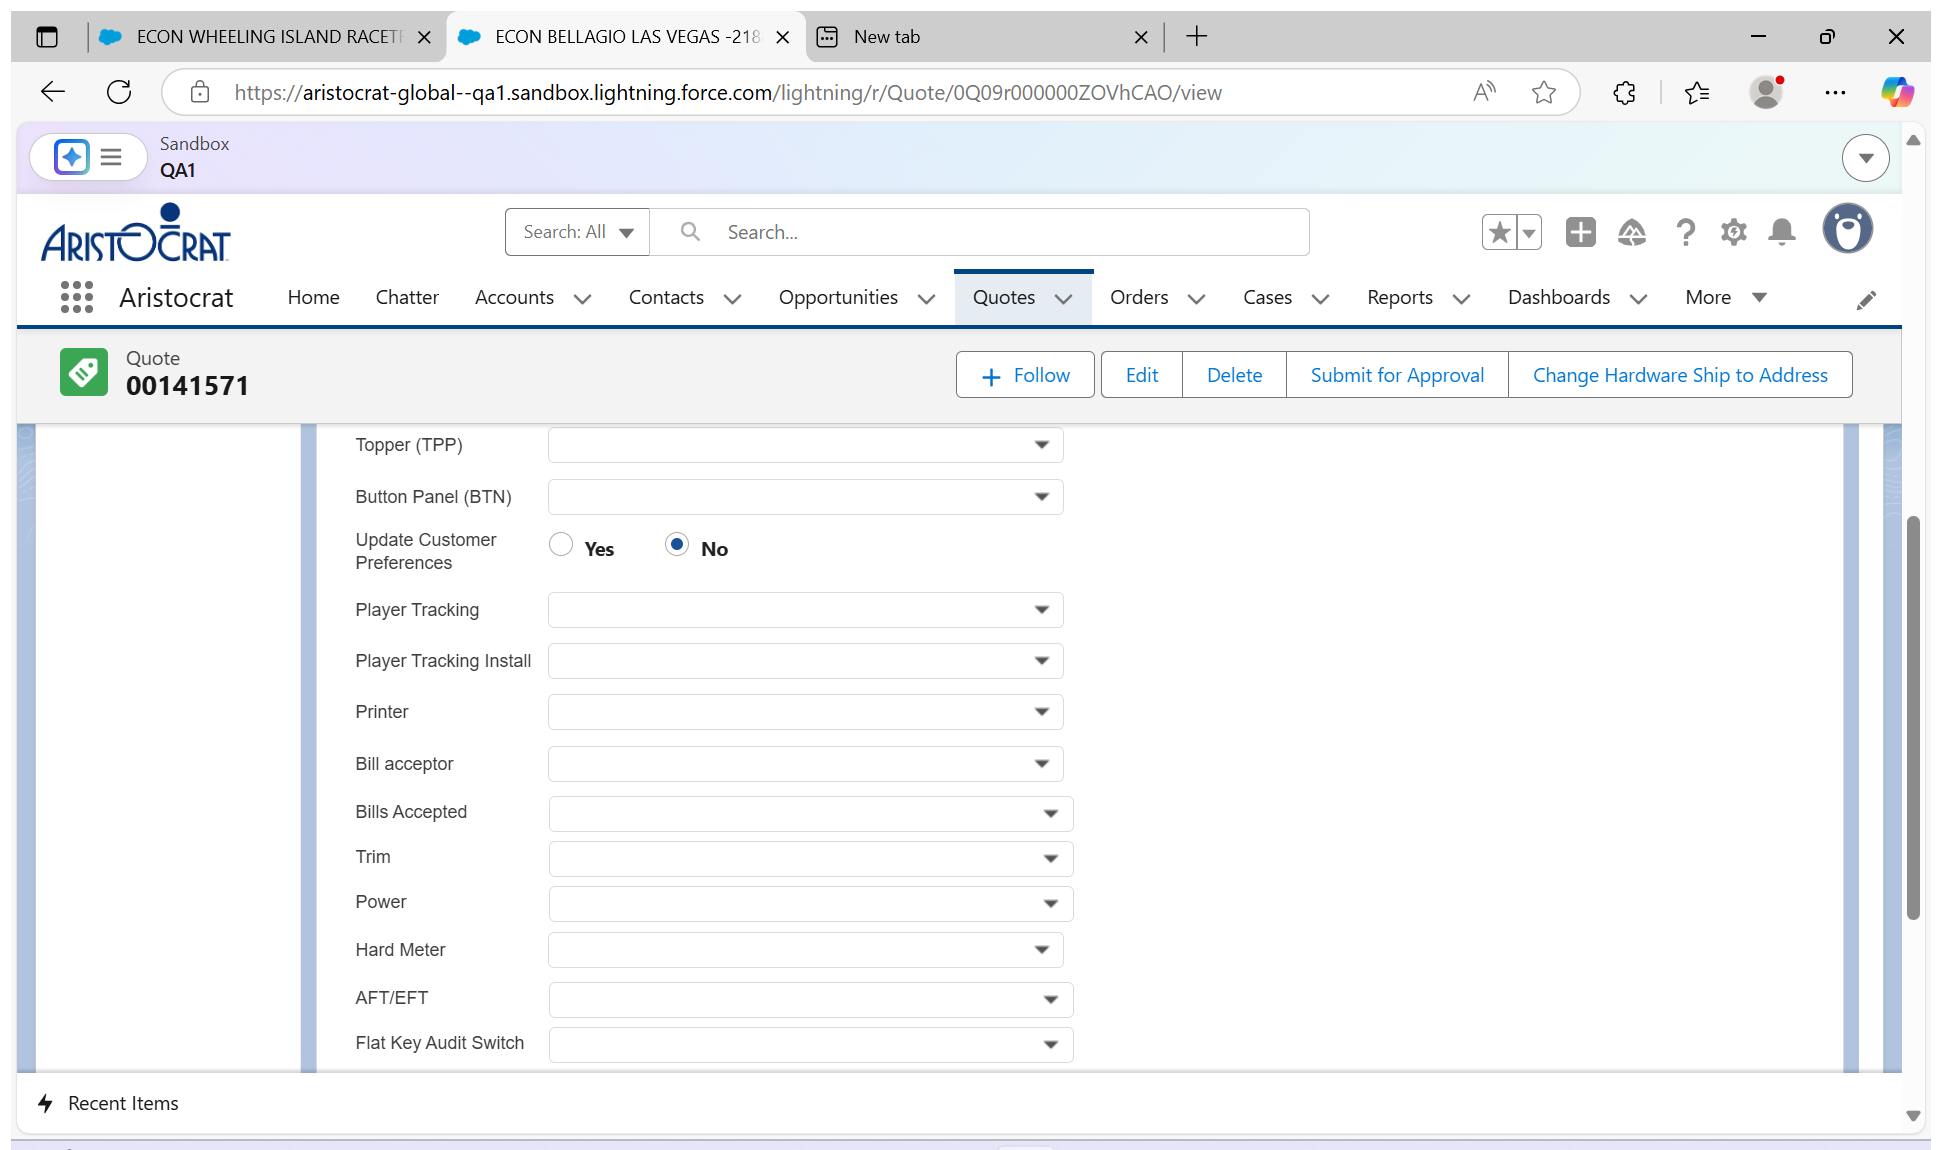 ECON WHEELING ISLAND RACET
ECON BELLAGIO LAS VEGAS -218
New tab
https://aristocrat-global--qa1.sandbox.lightning.force.com/lightning/r/Quote/0Q09r000000ZOVhCAO/view
Sandbox
QA1
ARISTOCRAT
Search: All
Search...
Aristocrat
Home
Chatter
Accounts
Contacts
Opportunities
Quotes
Orders
Cases
Reports
Dashboards
More
Quote
00141571
Follow
Edit
Delete
Submit for Approval
Change Hardware Ship to Address
Topper (TPP)
Button Panel (BTN)
Update Customer
Preferences
Yes
No
Player Tracking
Player Tracking Install
Printer
Bill acceptor
Bills Accepted
Trim
Power
Hard Meter
AFT/EFT
Flat Key Audit Switch
Recent Items